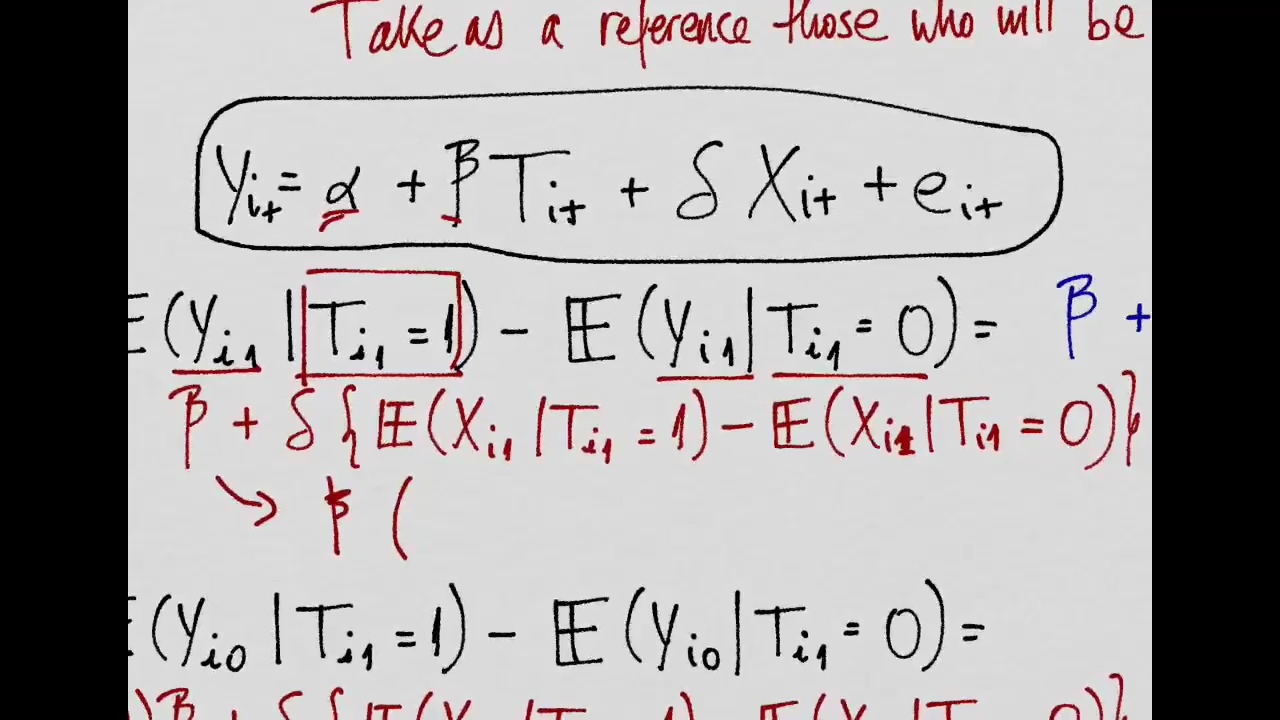 Take as a reference those who will be
Yit = α + β Tit + δ Xit + eit
E(Yi1 | Ti1 = 1) - E(Yi1 | Ti1 = 0) = β +
β + δ {E(Xi1 | Ti1 = 1) - E(Xi1 | Ti1 = 0)}
→ β (
E(Yi0 | Ti1 = 1) - E(Yi0 | Ti1 = 0) =